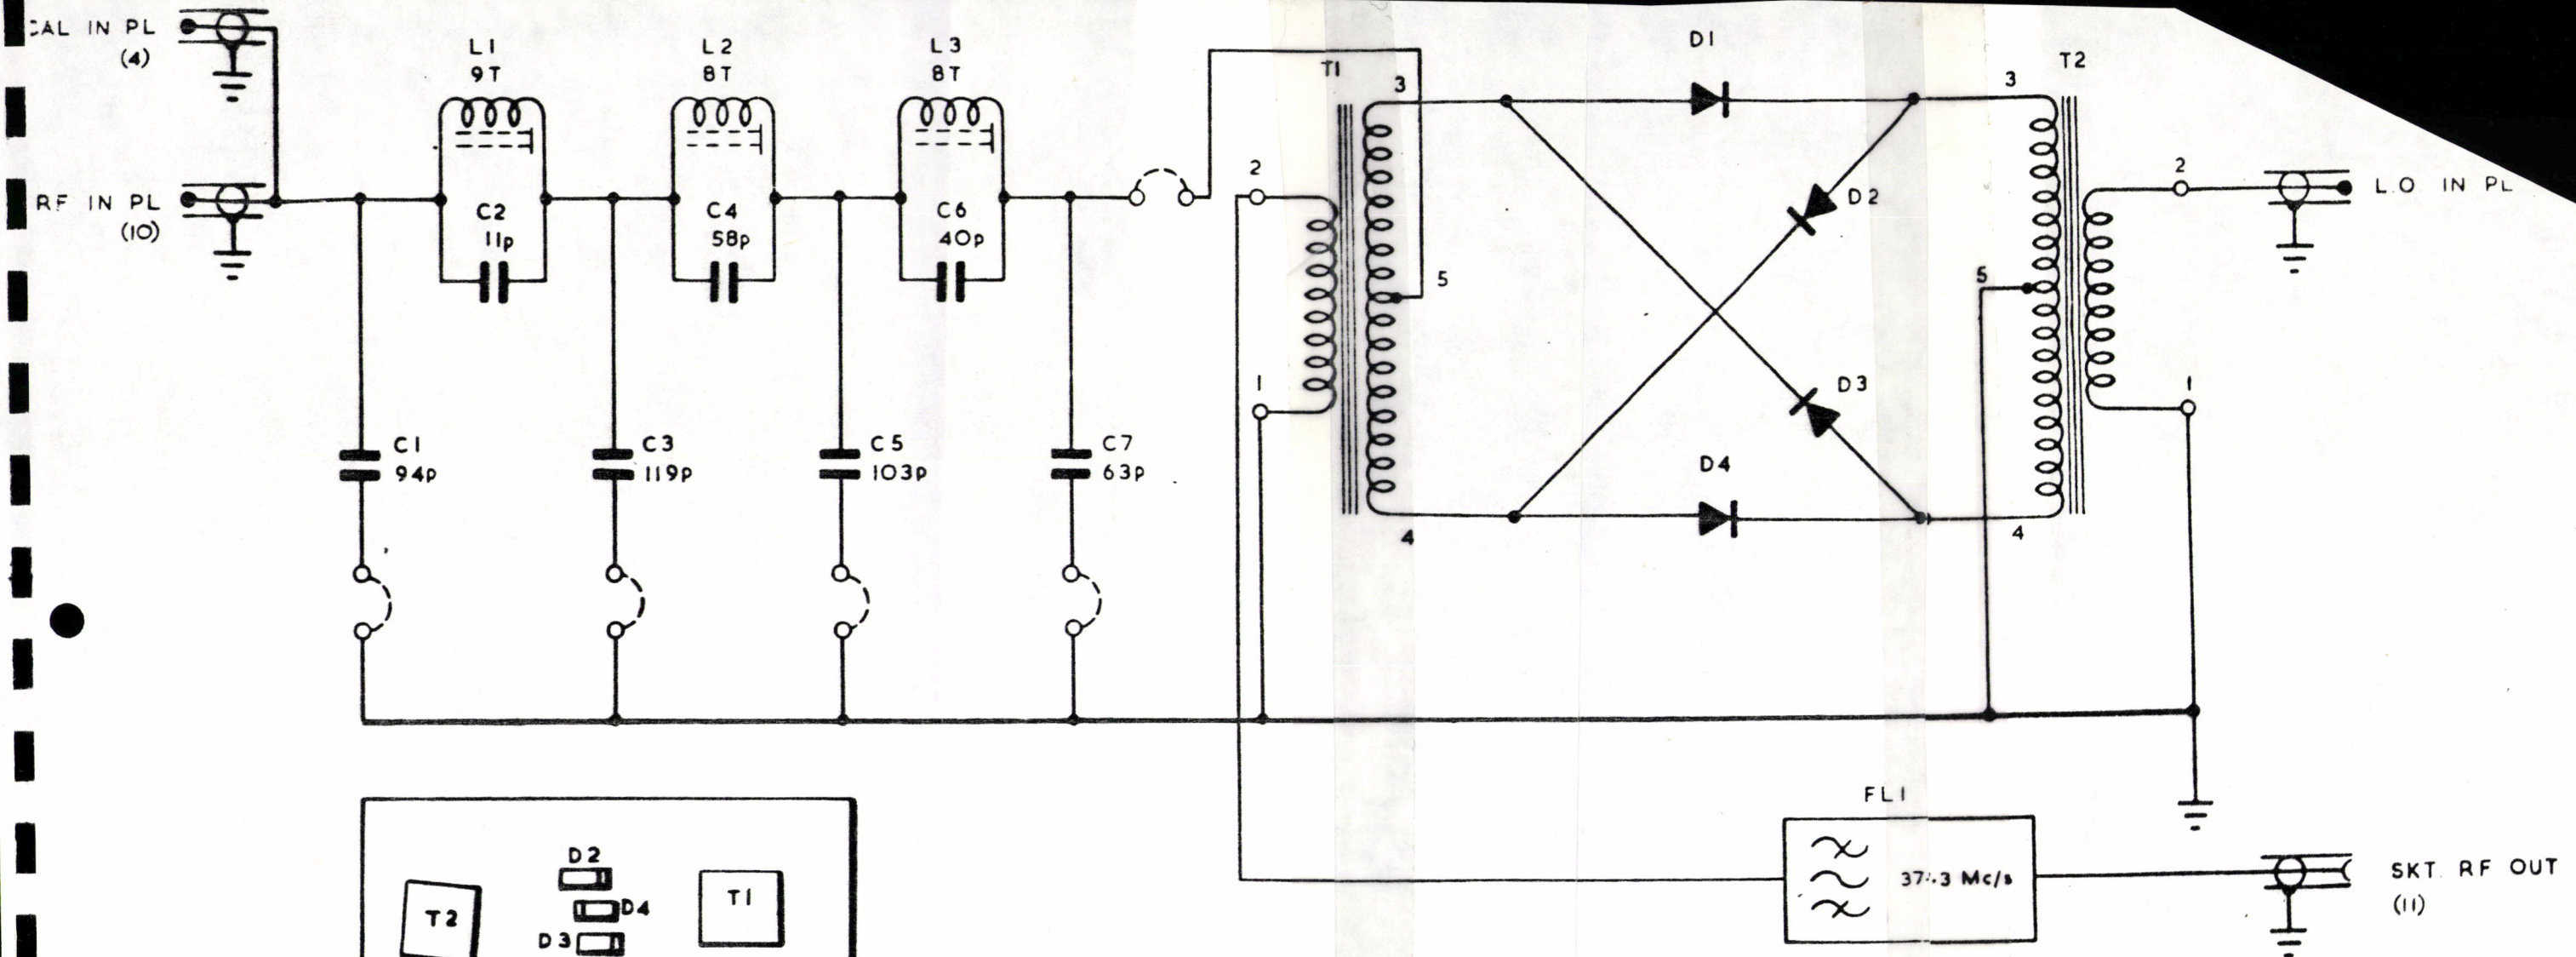 CAL IN PL
(4)
RF IN PL
(10)
L1
9T
L2
8T
L3
8T
C2
11p
C4
58p
C6
40p
C1
94p
C3
119p
C5
103p
C7
63p
2
1
T1
3
5
4
D1
D2
D3
D4
T2
3
5
4
2
1
L.O IN PL
FL1
Mc/s
SKT. RF OUT
(11)
D2
D4
D3
T2
T1